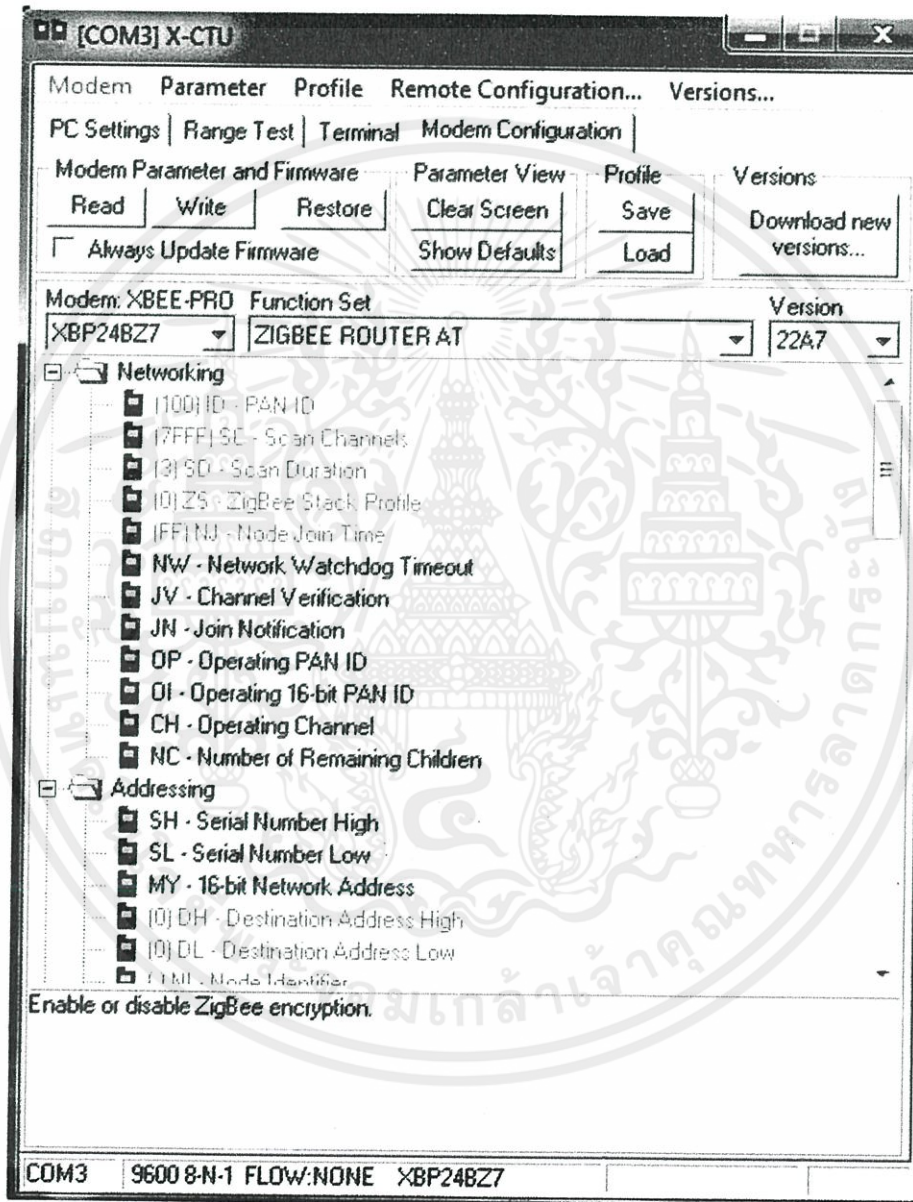 [COM3] X-CTU
Modem Parameter Profile Remote Configuration... Versions...
PC Settings Range Test Terminal Modem Configuration
Modem Parameter and Firmware Parameter View Profile Versions
Read Write Restore Clear Screen Save Download new versions...
Always Update Firmware Show Defaults Load
Modem: XBEE-PRO Function Set Version
XBP24BZ7 ZIGBEE ROUTER AT 22A7
Networking
(100) ID - PAN ID
(7FFF) SC - Scan Channels
(3) SD - Scan Duration
(0) ZS - ZigBee Stack Profile
(FF) NJ - Node Join Time
NW - Network Watchdog Timeout
JV - Channel Verification
JN - Join Notification
OP - Operating PAN ID
OI - Operating 16-bit PAN ID
CH - Operating Channel
NC - Number of Remaining Children
Addressing
SH - Serial Number High
SL - Serial Number Low
MY - 16-bit Network Address
(0) DH - Destination Address High
(0) DL - Destination Address Low
NI - Node Identifier
Enable or disable ZigBee encryption.
COM3 9600 8-N-1 FLOW:NONE XBP24BZ7